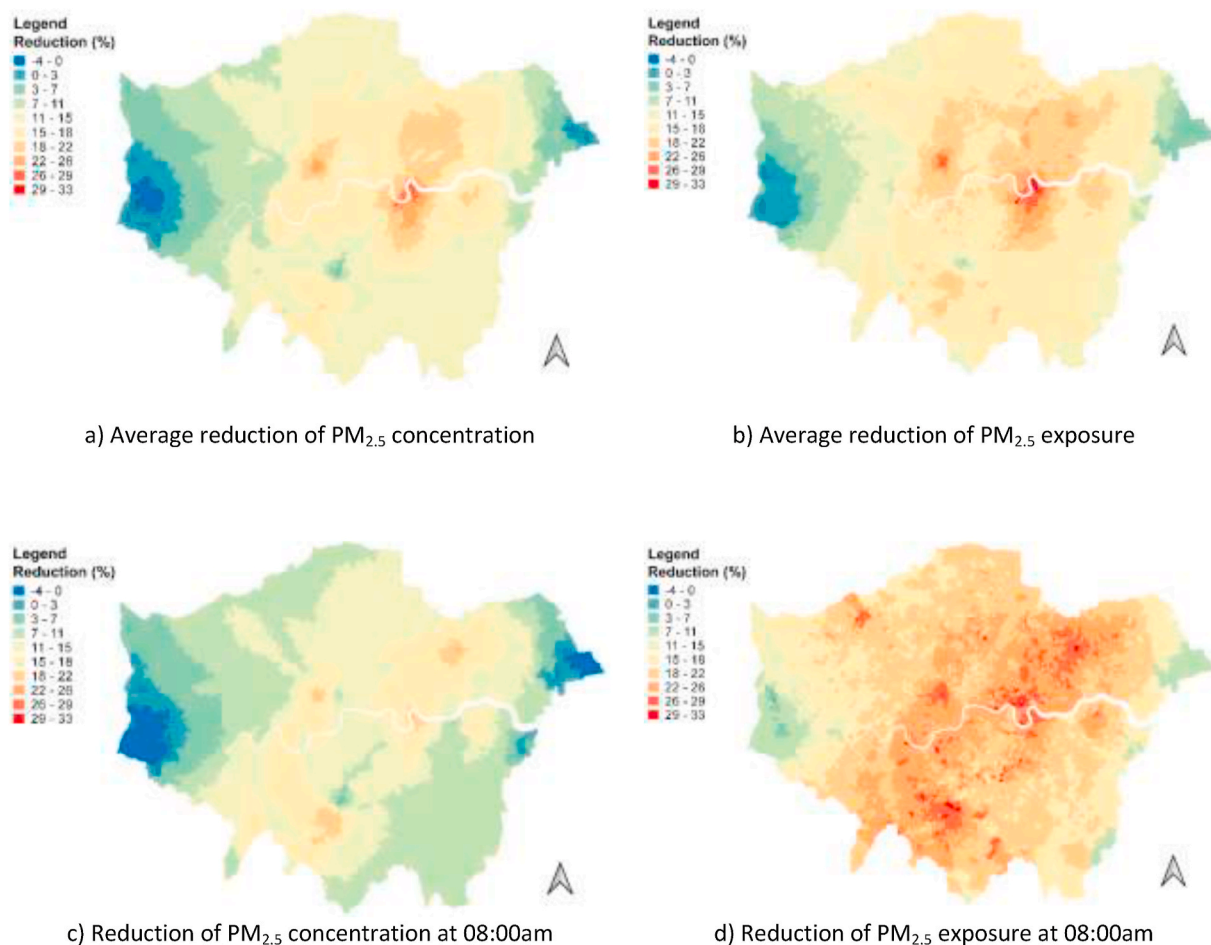 Legend
Reduction (%)
-4 - 0
0 - 3
3 - 7
7 - 11
11 - 15
15 - 18
18 - 22
22 - 26
26 - 29
29 - 33
a) Average reduction of PM2.5 concentration
Legend
Reduction (%)
-4 - 0
0 - 3
3 - 7
7 - 11
11 - 15
15 - 18
18 - 22
22 - 26
26 - 29
29 - 33
b) Average reduction of PM2.5 exposure
Legend
Reduction (%)
-4 - 0
0 - 3
3 - 7
7 - 11
11 - 15
15 - 18
18 - 22
22 - 26
26 - 29
29 - 33
c) Reduction of PM2.5 concentration at 08:00am
Legend
Reduction (%)
-4 - 0
0 - 3
3 - 7
7 - 11
11 - 15
15 - 18
18 - 22
22 - 26
26 - 29
29 - 33
d) Reduction of PM2.5 exposure at 08:00am